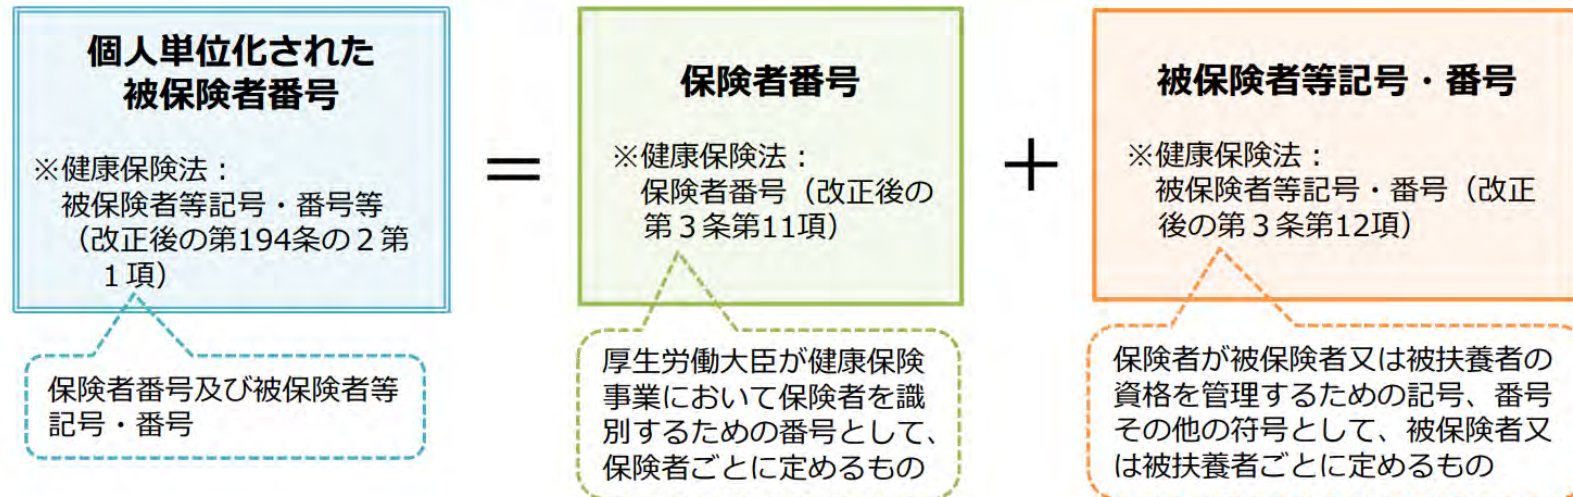 個人単位化された
被保険者番号
※健康保険法：
被保険者等記号・番号等
（改正後の第194条の２第
１項）
保険者番号及び被保険者等
記号・番号
＝
保険者番号
※健康保険法：
保険者番号（改正後の
第３条第11項）
厚生労働大臣が健康保険
事業において保険者を識
別するための番号として、
保険者ごとに定めるもの
＋
被保険者等記号・番号
※健康保険法：
被保険者等記号・番号（改正
後の第３条第12項）
保険者が被保険者又は被扶養者の
資格を管理するための記号、番号
その他の符号として、被保険者又
は被扶養者ごとに定めるもの